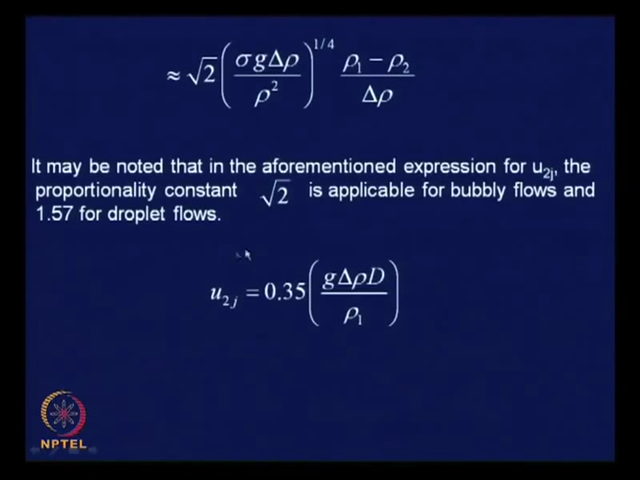 ≈ √2 (σgΔρ / ρ²)^1/4 (ρ₁ − ρ₂) / Δρ
It may be noted that in the aforementioned expression for u₂ⱼ, the
proportionality constant √2 is applicable for bubbly flows and
1.57 for droplet flows.
u₂ⱼ = 0.35 (gΔρD / ρ₁)
NPTEL